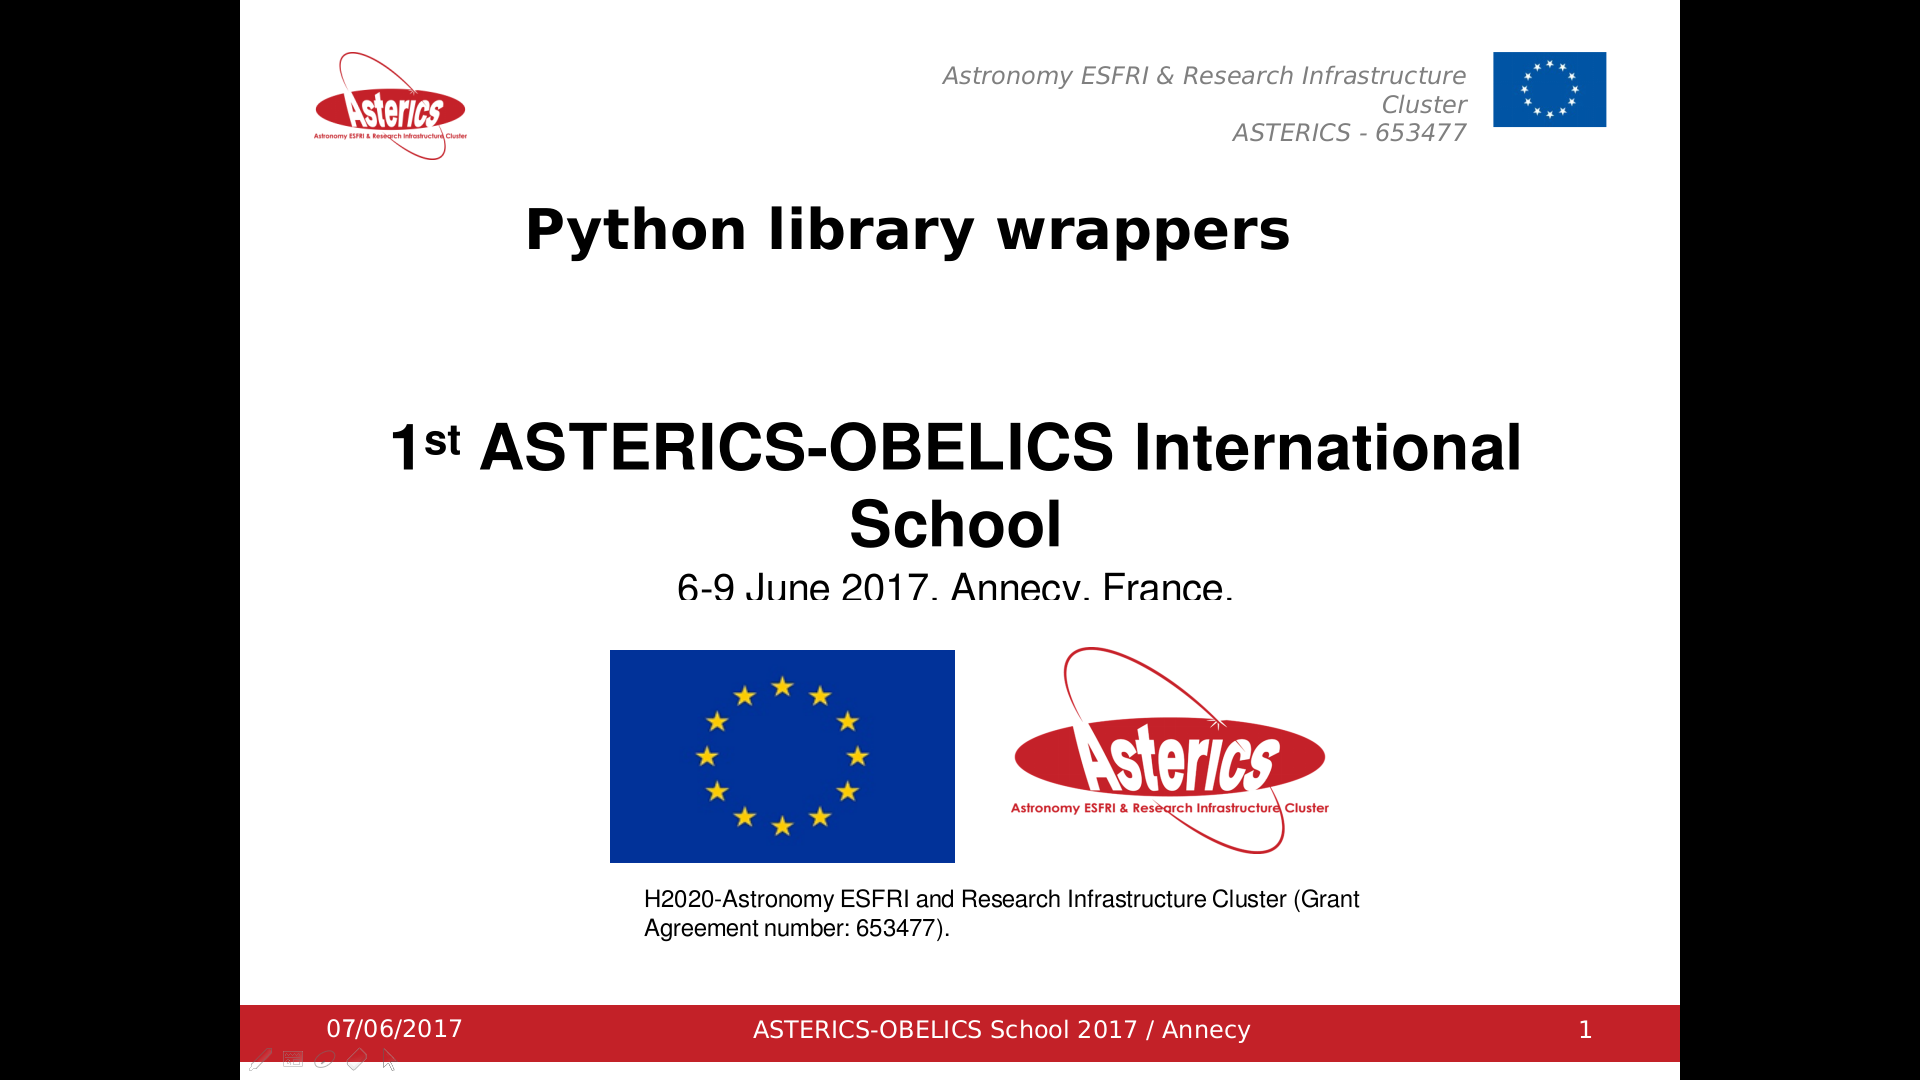 Asterics
Astronomy ESFRI & Research Infrastructure Cluster
Astronomy ESFRI & Research Infrastructure
Cluster
ASTERICS - 653477
Python library wrappers
1st ASTERICS-OBELICS International
School
6-9 June 2017, Annecy, France.
Asterics
Astronomy ESFRI & Research Infrastructure Cluster
H2020-Astronomy ESFRI and Research Infrastructure Cluster (Grant
Agreement number: 653477).
07/06/2017
ASTERICS-OBELICS School 2017 / Annecy
1